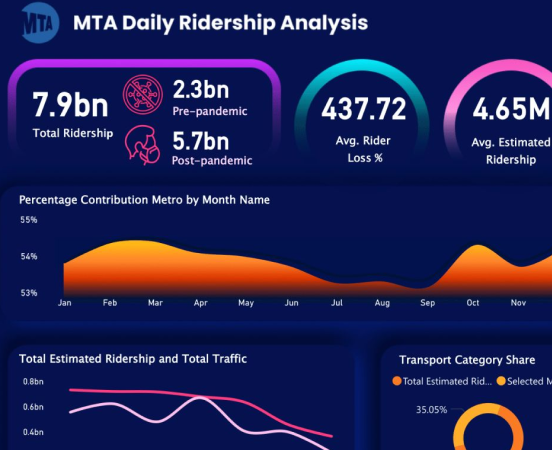 MTA
MTA Daily Ridership Analysis
7.9bn
Total Ridership
2.3bn
Pre-pandemic
5.7bn
Post-pandemic
437.72
Avg. Rider
Loss %
4.65M
Avg. Estimated
Ridership
Percentage Contribution Metro by Month Name
55%
54%
53%
Jan Feb Mar Apr May Jun Jul Aug Sep Oct Nov
Total Estimated Ridership and Total Traffic
0.8bn
0.6bn
0.4bn
Transport Category Share
Total Estimated Rid... Selected M
35.05%